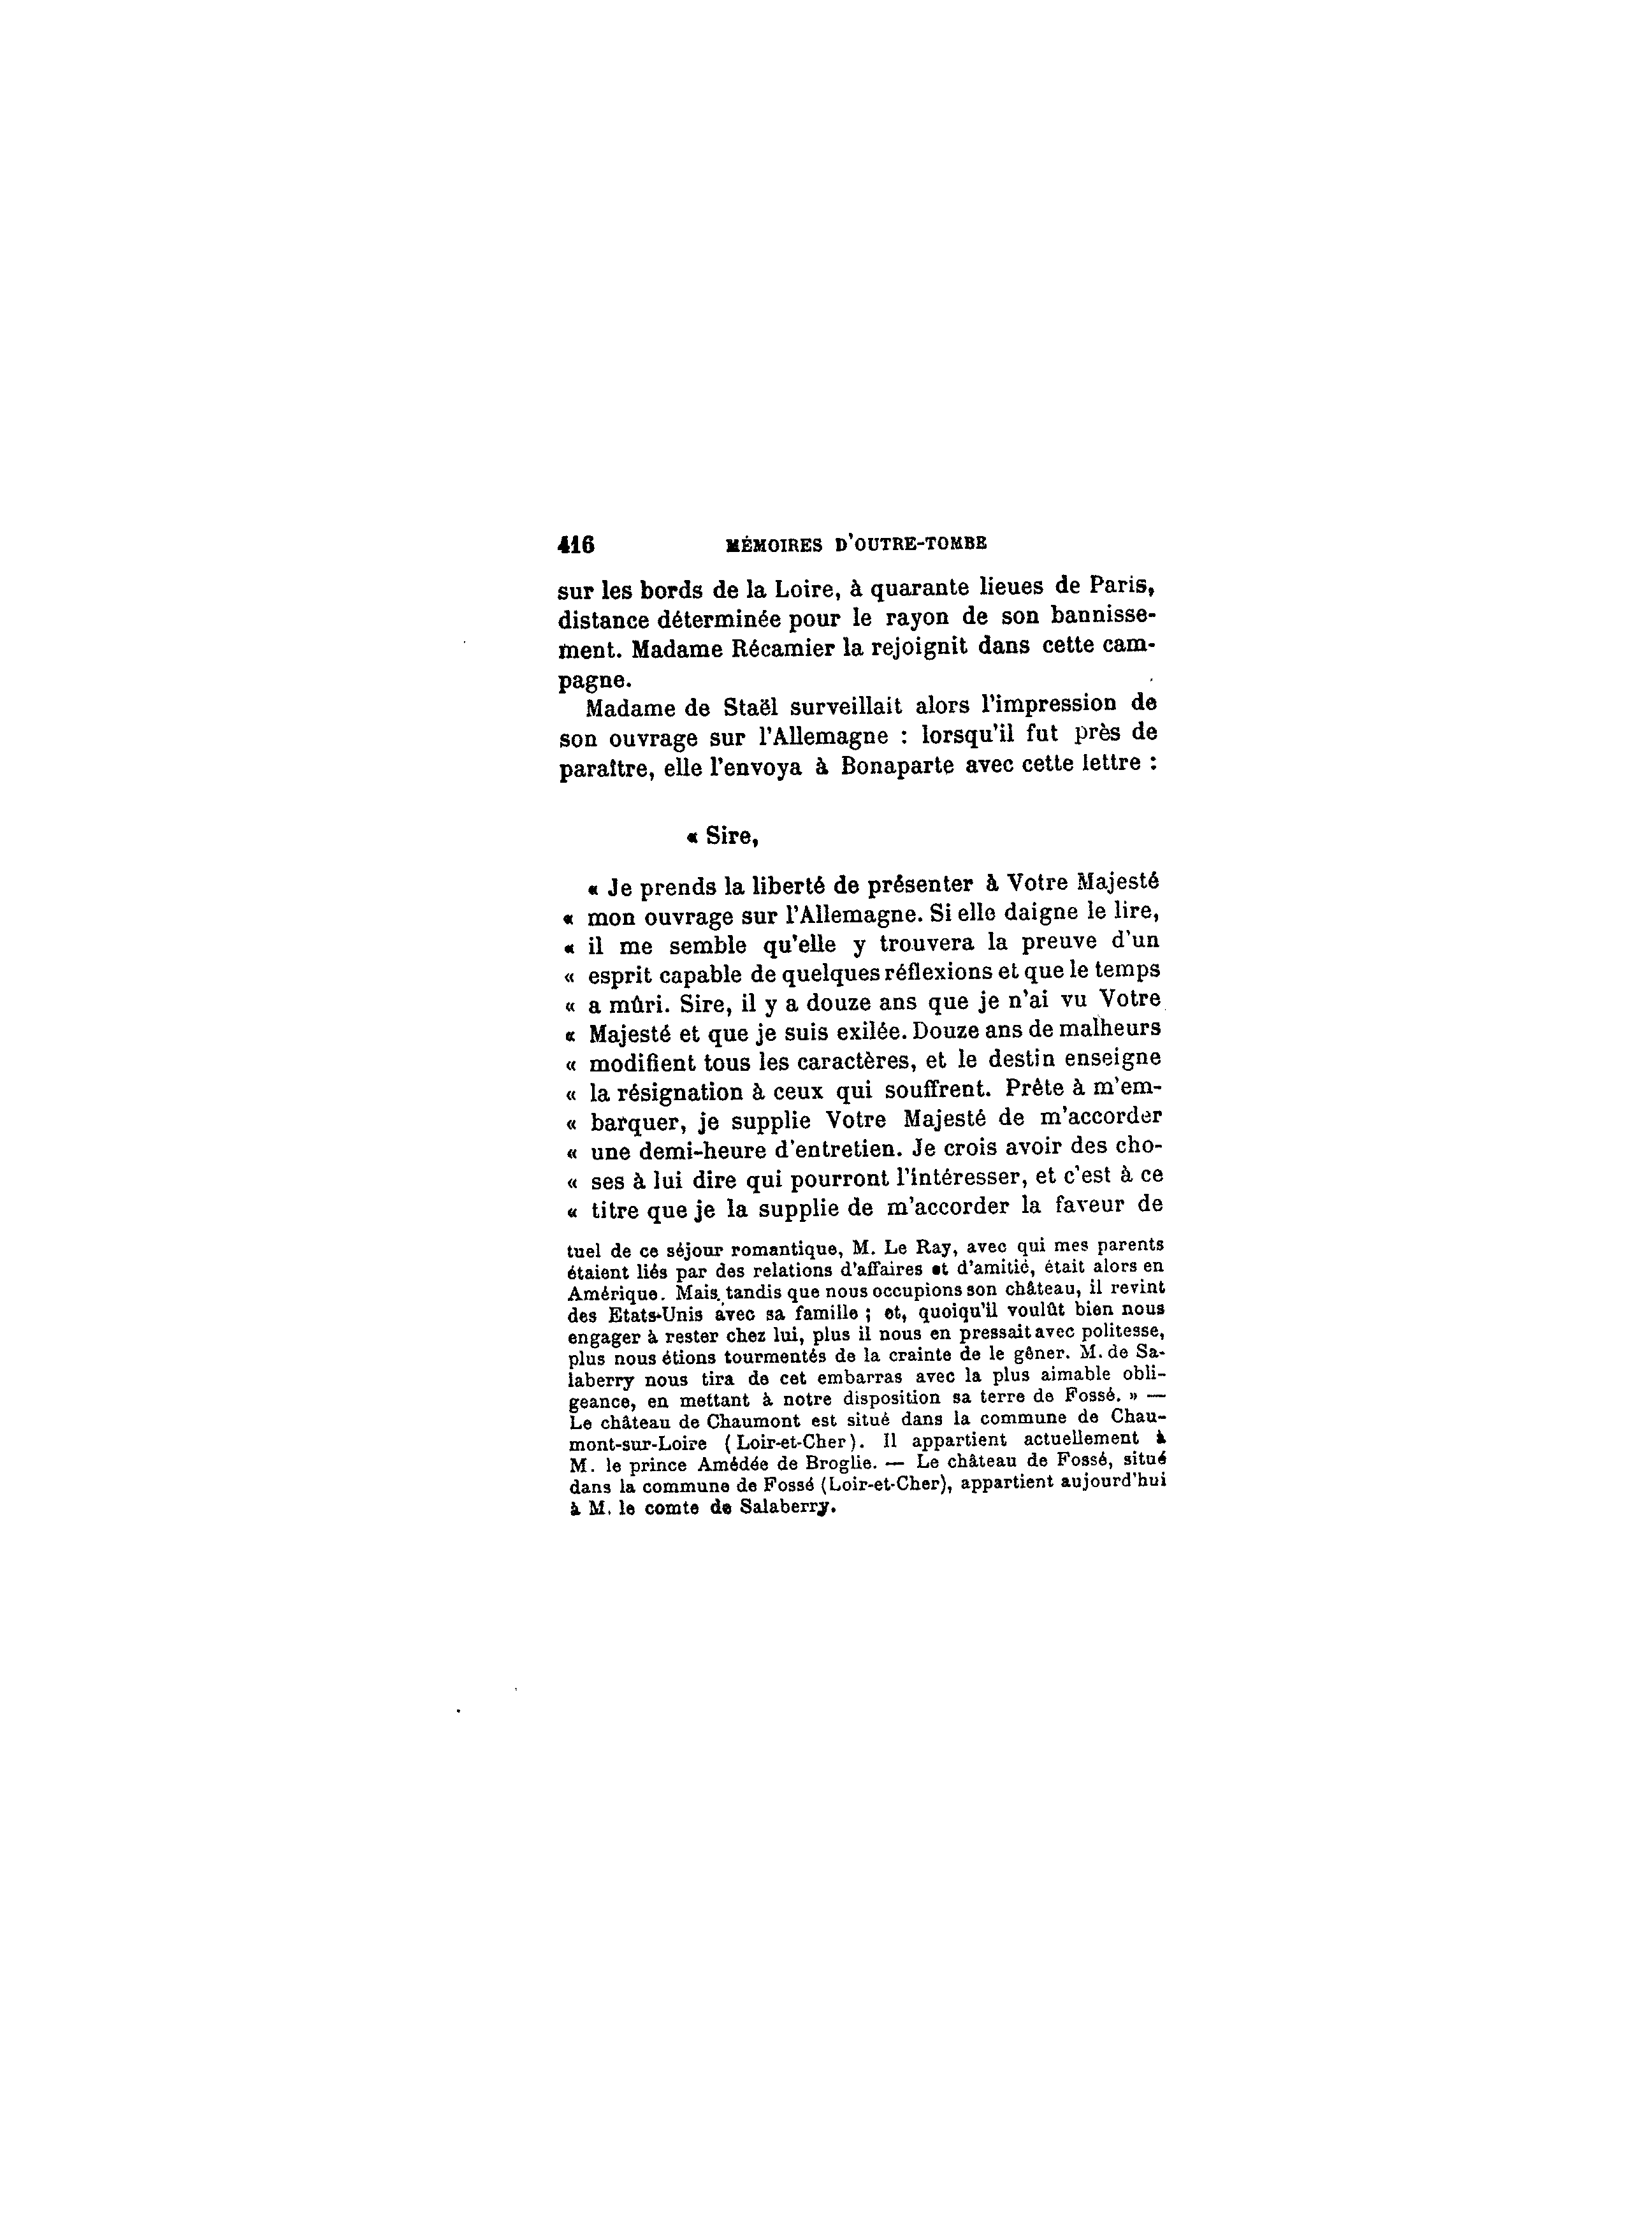 416 MÉMOIRES D'OUTRE-TOMBE
sur les bords de la Loire, à quarante lieues de Paris,
distance déterminée pour le rayon de son bannisse-
ment. Madame Récamier la rejoignit dans cette cam-
pagne.
Madame de Staël surveillait alors l'impression de
son ouvrage sur l'Allemagne : lorsqu'il fut près de
paraître, elle l'envoya à Bonaparte avec cette lettre :
« Sire,
« Je prends la liberté de présenter à Votre Majesté
« mon ouvrage sur l'Allemagne. Si elle daigne le lire,
« il me semble qu'elle y trouvera la preuve d'un
« esprit capable de quelques réflexions et que le temps
« a mûri. Sire, il y a douze ans que je n'ai vu Votre
« Majesté et que je suis exilée. Douze ans de malheurs
« modifient tous les caractères, et le destin enseigne
« la résignation à ceux qui souffrent. Prête à m'em-
« barquer, je supplie Votre Majesté de m'accorder
« une demi-heure d'entretien. Je crois avoir des cho-
« ses à lui dire qui pourront l'intéresser, et c'est à ce
« titre que je la supplie de m'accorder la faveur de
tuel de ce séjour romantique, M. Le Ray, avec qui mes parents
étaient liés par des relations d'affaires et d'amitié, était alors en
Amérique. Mais tandis que nous occupions son château, il revint
des Etats-Unis avec sa famille ; et, quoiqu'il voulût bien nous
engager à rester chez lui, plus il nous en pressait avec politesse,
plus nous étions tourmentés de la crainte de le gêner. M. de Sa-
laberry nous tira de cet embarras avec la plus aimable obli-
geance, en mettant à notre disposition sa terre de Fossé. » —
Le château de Chaumont est situé dans la commune de Chau-
mont-sur-Loire (Loir-et-Cher). Il appartient actuellement à
M. le prince Amédée de Broglie. — Le château de Fossé, situé
dans la commune de Fossé (Loir-et-Cher), appartient aujourd'hui
à M. le comte de Salaberry.